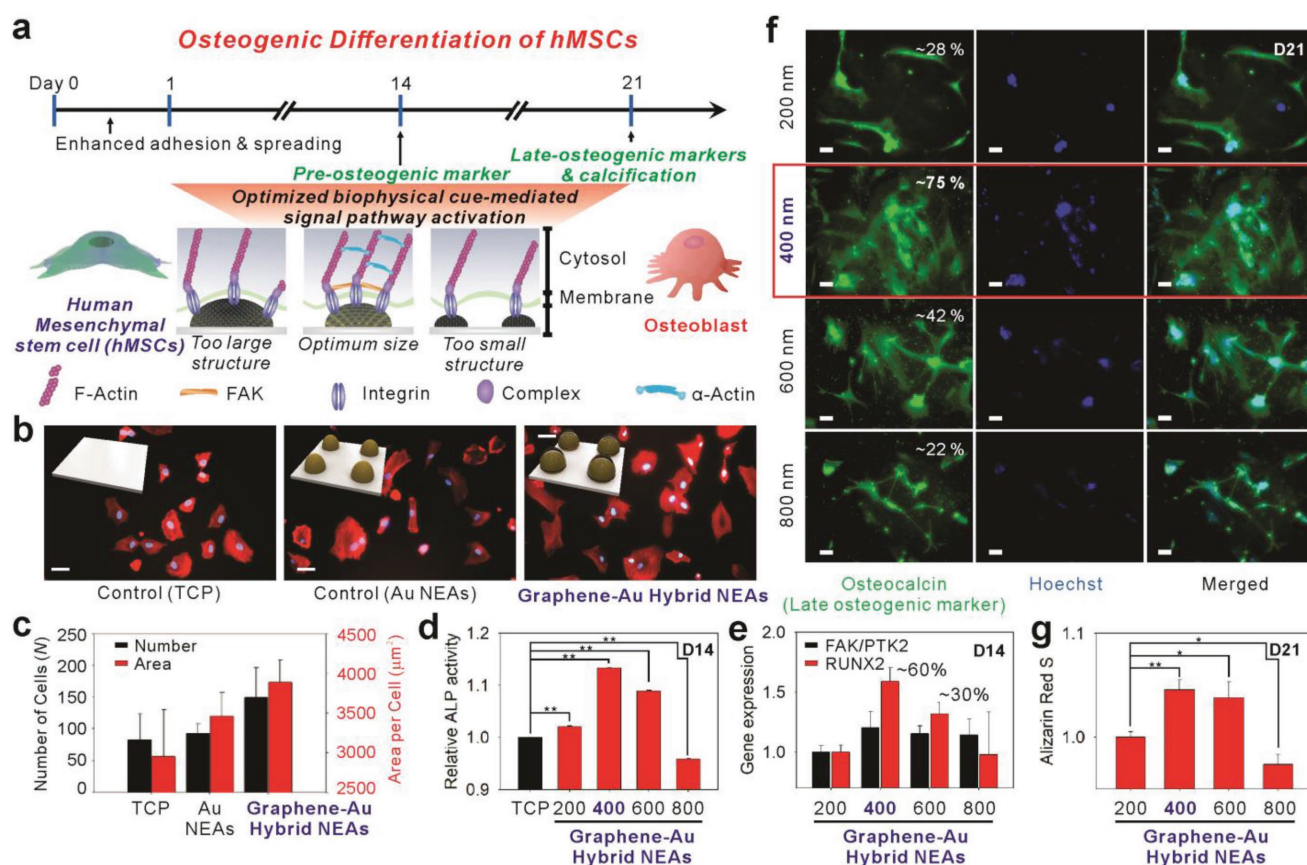 a
Osteogenic Differentiation of hMSCs
Day 0
1
14
21
Enhanced adhesion & spreading
Pre-osteogenic marker
Late-osteogenic markers
& calcification
Optimized biophysical cue-mediated
signal pathway activation
Cytosol
Membrane
Human
Mesenchymal
stem cell (hMSCs)
Too large
structure
Optimum size
Too small
structure
Osteoblast
F-Actin
FAK
Integrin
Complex
α-Actin
b
Control (TCP)
Control (Au NEAs)
Graphene-Au Hybrid NEAs
c
Number of Cells (N)
250
200
150
100
50
0
Number
Area
4500
4000
3500
3000
2500
Area per Cell (μm²)
TCP
Au
NEAs
Graphene-Au
Hybrid NEAs
d
Relative ALP activity
1.2
1.1
1.0
0.9
D14
**
**
**
**
TCP
200
400
600
800
Graphene-Au
Hybrid NEAs
e
Gene expression
2.0
1.5
1.0
FAK/PTK2
RUNX2
D14
~60%
~30%
200
400
600
800
Graphene-Au
Hybrid NEAs
f
200 nm
~28 %
D21
400 nm
~75 %
600 nm
~42 %
800 nm
~22 %
Osteocalcin
(Late osteogenic marker)
Hoechst
Merged
g
Alizarin Red S
1.1
1.0
D21
*
*
**
200
400
600
800
Graphene-Au
Hybrid NEAs